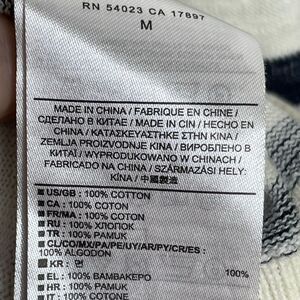 RN 54023 CA 17897
M
MADE IN CHINA / FABRIQUE EN CHINE /
СДЕЛАНО В КИТАЕ / MADE IN CIN / HECHO EN
CHINA / ΚΑΤΑΣΚΕΥΑΣΤΗΚΕ ΣΤΗΝ ΚΙΝΑ /
ZEMLJA PROIZVODNJE KINA / ВИРОБЛЕНО В
КИТАЇ / WYPRODUKOWANO W CHINACH /
FABRICADO NA CHINA / SZÁRMAZÁSI HELY:
KÍNA / 中國製造
US/GB : 100% COTTON
CA : 100% COTON
FR/MA : 100% COTON
RU : 100% ХЛОПОК
TR : 100% PAMUK
CL/CO/MX/PA/PE/UY/AR/PY/CR/ES :
100% ALGODON
KR : 면 100%
EL : 100% ΒΑΜΒΑΚΕΡΟ
HR : 100% PAMUK
IT : 100% COTONE